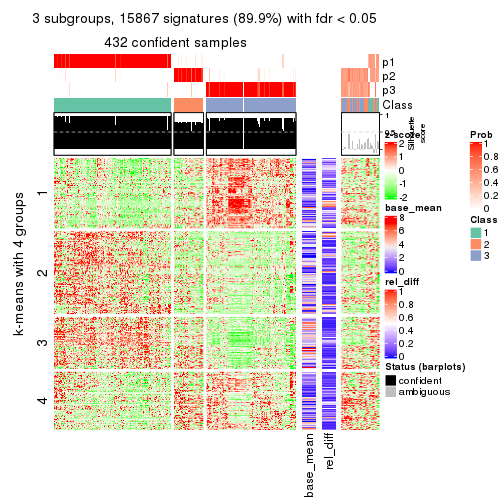 3 subgroups, 15867 signatures (89.9%) with fdr < 0.05
432 confident samples
p1
p2
p3
Class
1
0.5
Silhouette
score
k-means with 4 groups
1
2
3
4
base_mean
rel_diff
z-score
2
1
0
-1
-2
base_mean
8
6
4
2
0
rel_diff
1
0.8
0.6
0.4
0.2
0
Status (barplots)
confident
ambiguous
Prob
1
0.8
0.6
0.4
0.2
0
Class
1
2
3